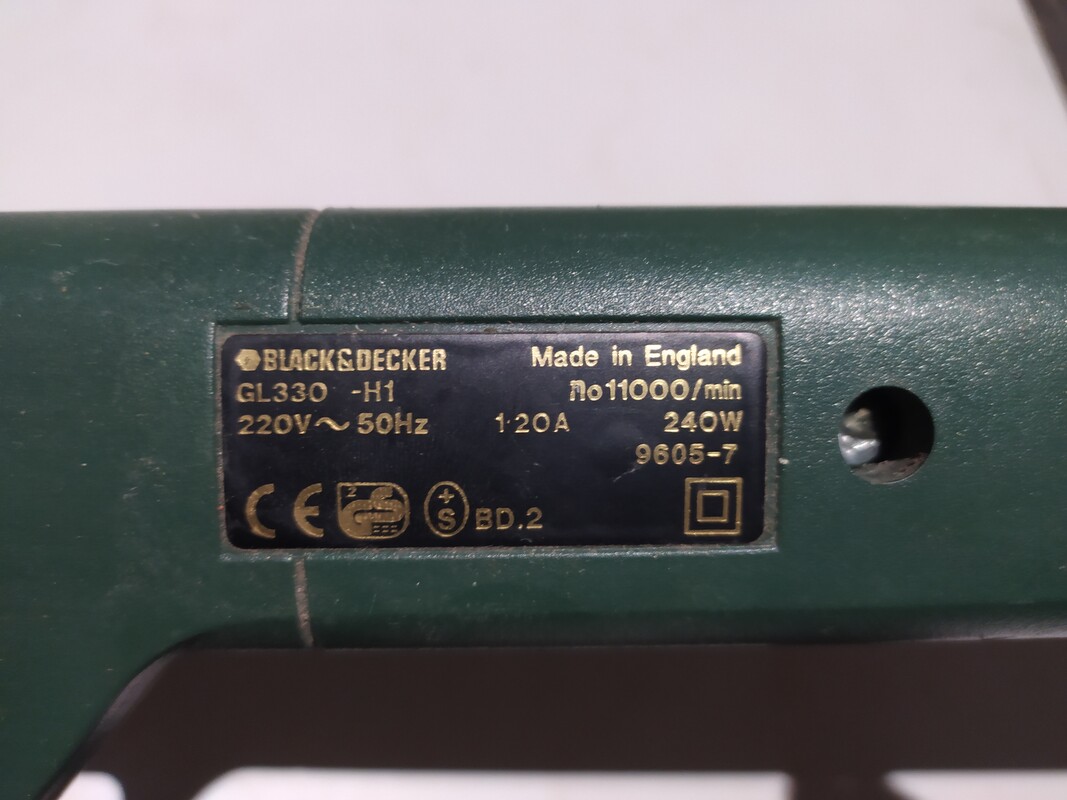 BLACK&DECKER Made in England
GL330 -H1 no11000/min
220V~ 50Hz 1·20A 240W
9605-7
CE S BD.2